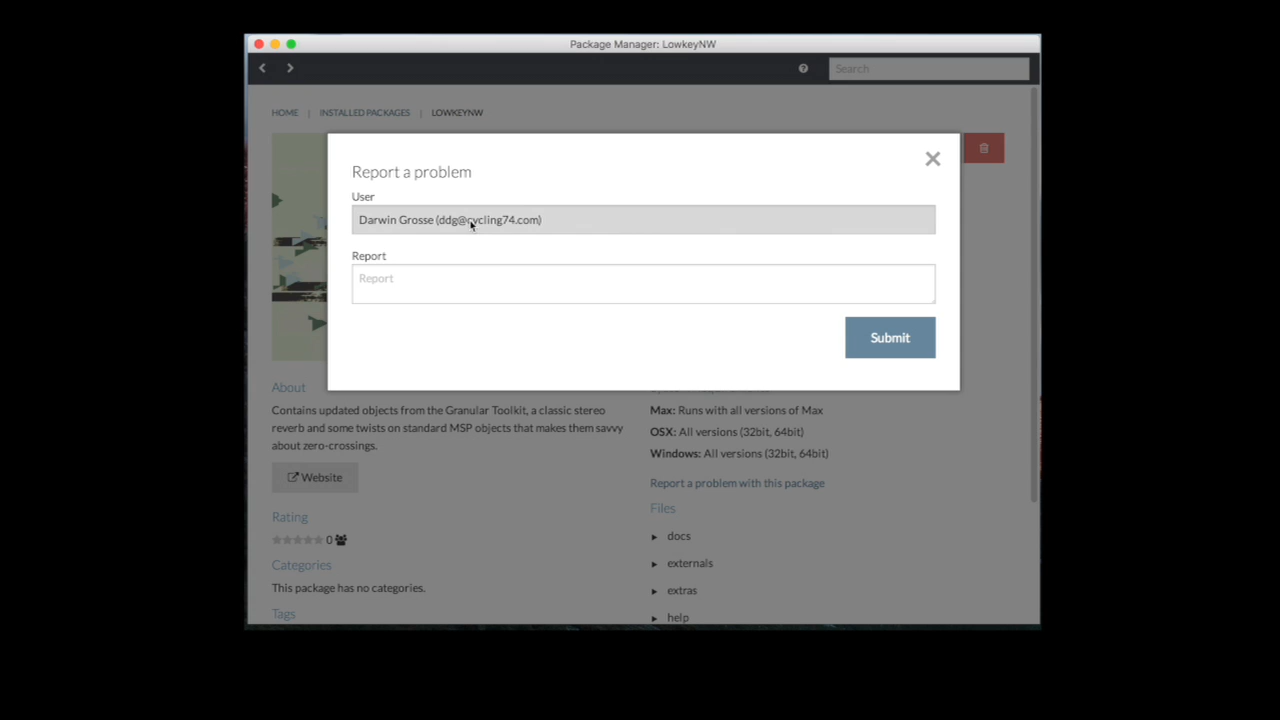 Package Manager: LowkeyNW
Search
HOME | INSTALLED PACKAGES | LOWKEYNW
Report a problem
User
Darwin Grosse (ddg@cycling74.com)
Report
Report
Submit
About
Contains updated objects from the Granular Toolkit, a classic stereo
reverb and some twists on standard MSP objects that makes them savvy
about zero-crossings.
Website
Rating
0
Categories
This package has no categories.
Tags
Max: Runs with all versions of Max
OSX: All versions (32bit, 64bit)
Windows: All versions (32bit, 64bit)
Report a problem with this package
Files
docs
externals
extras
help